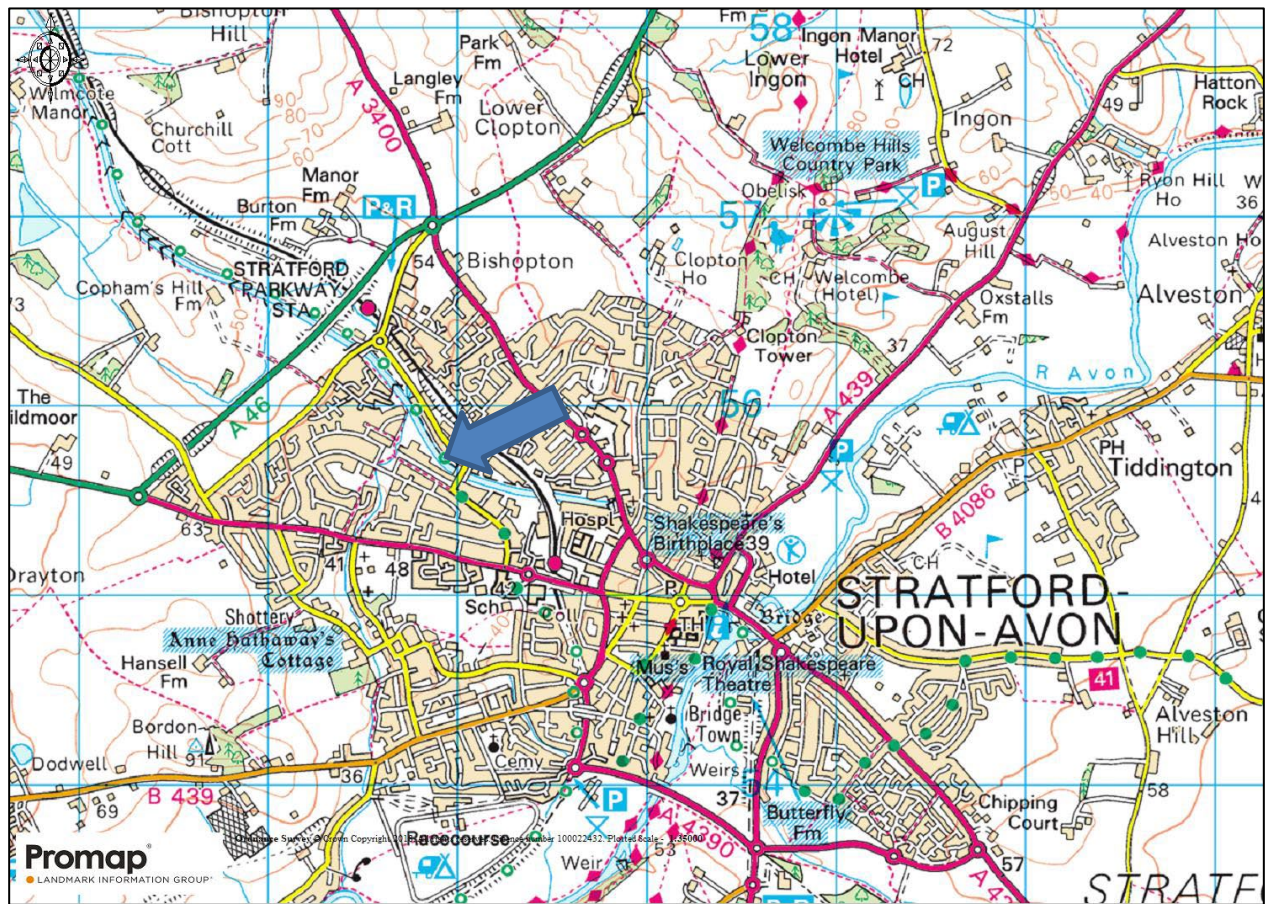 Bishopton
Hill
Park
Fm
Fm
58
Ingon Manor
Hotel
72
Lower
Ingon
CH
Langley
Fm
Hatton
Rock
Wilmcote
Manor
A 3400
90
80
70
60
Lower
Clopton
80
49
Churchill
Cott
Ingon
Welcombe Hills
Country Park
Manor
Fm
60
50
40
Ryon Hill
Ho
W
36
Obelisk
P
Burton
Fm
P&R
57
August
Hill
Alveston Ho
54
Bishopton
Clopton
Ho
STRATFORD
PARKWAY
STA
CH
Welcombe
(Hotel)
Alveston
Copham's Hill
Fm
50
Oxstalls
Fm
73
Clopton
Tower
37
R Avon
The
ildmoor
A 46
56
A 439
P
PH
Tiddington
49
P
B 4086
63
Hospl
Shakespeare's
Birthplace
39
41
48
CH
Drayton
42
Hotel
Sch
P
STRATFORD-
UPON-AVON
Shottery
Coll
40
TH
Bridge
Anne Hathaway's
Cottage
Hansell
Fm
Mus's
Royal Shakespeare
Theatre
41
Bordon
Hill
91
Bridge
Town
Alveston
Hill
Dodwell
Cemy
Weirs
36
B 439
69
P
37
54
Butterfly
Fm
Chipping
Court
58
A 4390
Racecourse
Weir
53
57
Promap
LANDMARK INFORMATION GROUP
STRATF